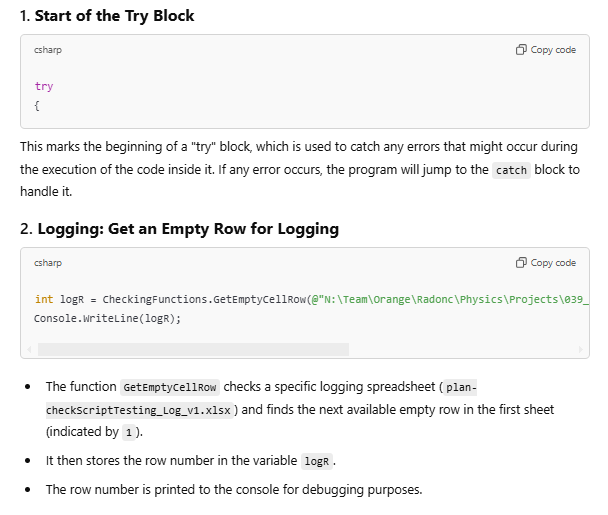 1. Start of the Try Block
csharp
Copy code
try
{
This marks the beginning of a "try" block, which is used to catch any errors that might occur during
the execution of the code inside it. If any error occurs, the program will jump to the catch block to
handle it.
2. Logging: Get an Empty Row for Logging
csharp
Copy code
int logR = CheckingFunctions.GetEmptyCellRow(@"N:\Team\Orange\Radonc\Physics\Projects\039_
Console.WriteLine(logR);
• The function GetEmptyCellRow checks a specific logging spreadsheet ( plan-
checkScriptTesting_Log_v1.xlsx ) and finds the next available empty row in the first sheet
(indicated by 1 ).
• It then stores the row number in the variable logR .
• The row number is printed to the console for debugging purposes.